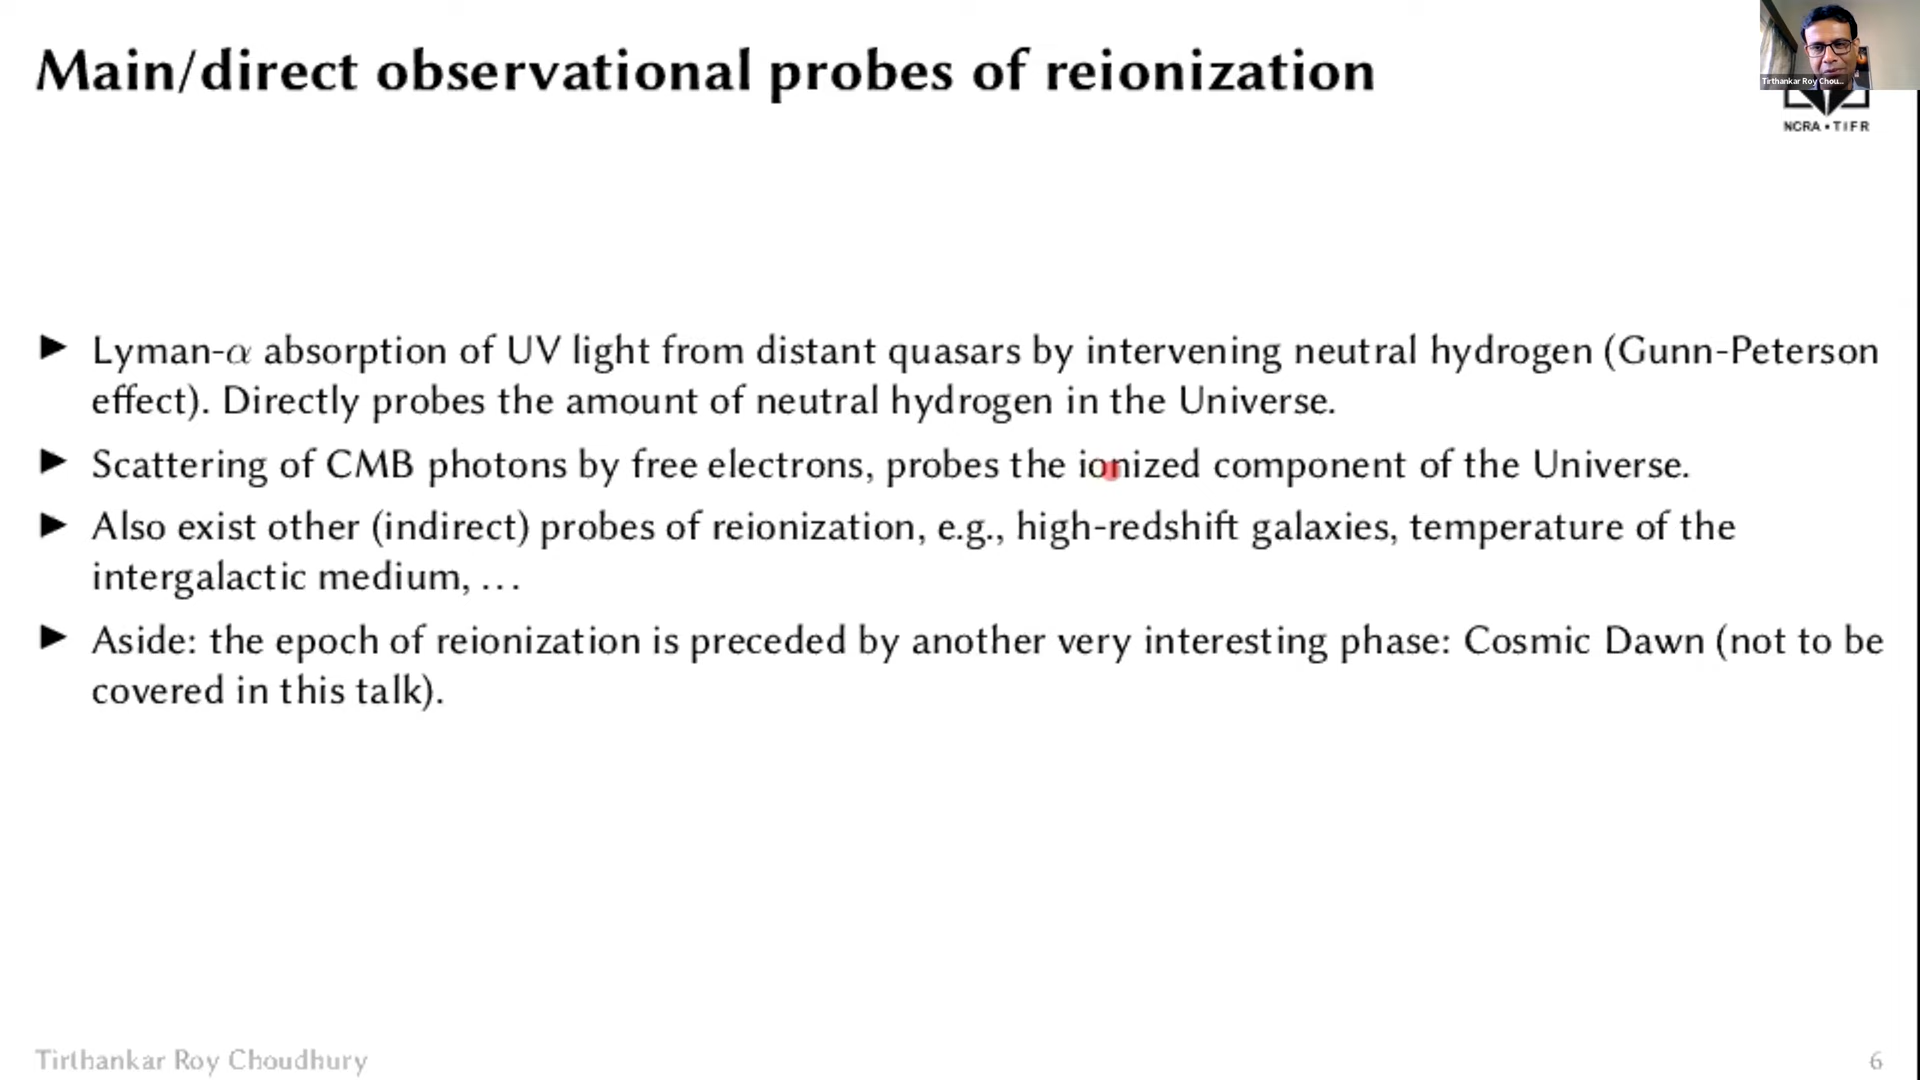 Main/direct observational probes of reionization
Tirthankar Roy Chou...
NCRA•TIFR
► Lyman-α absorption of UV light from distant quasars by intervening neutral hydrogen (Gunn-Peterson
effect). Directly probes the amount of neutral hydrogen in the Universe.
► Scattering of CMB photons by free electrons, probes the ionized component of the Universe.
► Also exist other (indirect) probes of reionization, e.g., high-redshift galaxies, temperature of the
intergalactic medium, ...
► Aside: the epoch of reionization is preceded by another very interesting phase: Cosmic Dawn (not to be
covered in this talk).
Tirthankar Roy Choudhury
6